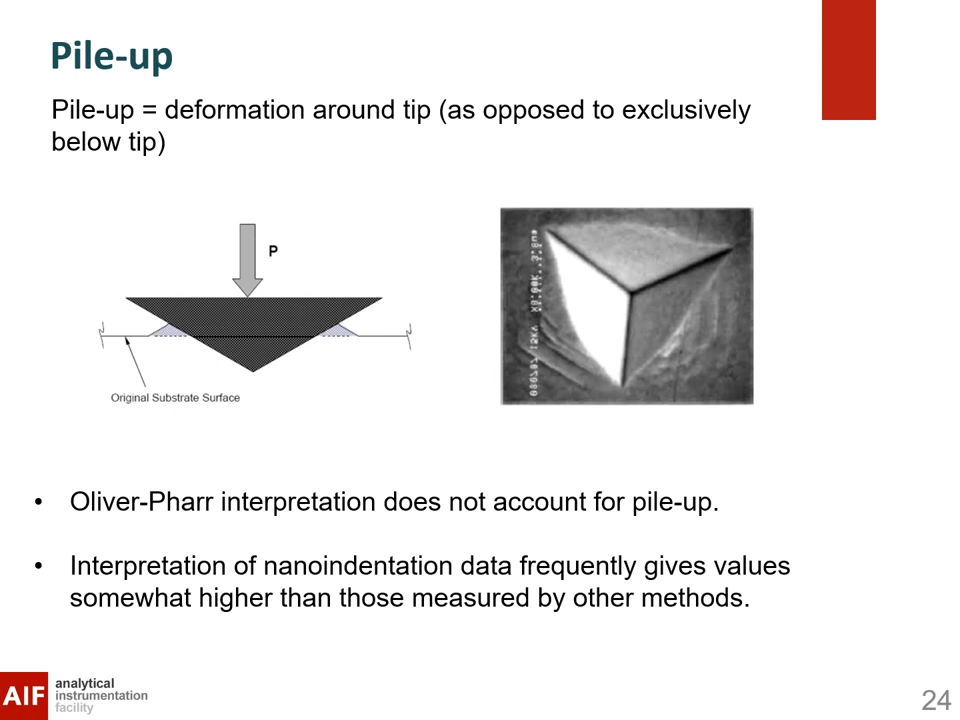 Pile-up
Pile-up = deformation around tip (as opposed to exclusively
below tip)
P
Original Substrate Surface
• Oliver-Pharr interpretation does not account for pile-up.
• Interpretation of nanoindentation data frequently gives values
somewhat higher than those measured by other methods.
AIF
analytical
instrumentation
facility
24